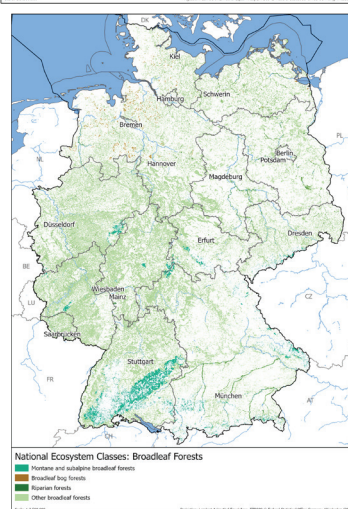 DK
Kiel
Schwerin
Hamburg
Bremen
PL
NL
Berlin
Potsdam
Hannover
Magdeburg
Düsseldorf
Dresden
Erfurt
BE
Wiesbaden
Mainz
CZ
LU
Saarbrücken
Stuttgart
FR
München
AT
CH
National Ecosystem Classes: Broadleaf Forests
Montane and subalpine broadleaf forests
Broadleaf bog forests
Riparian forests
Other broadleaf forests